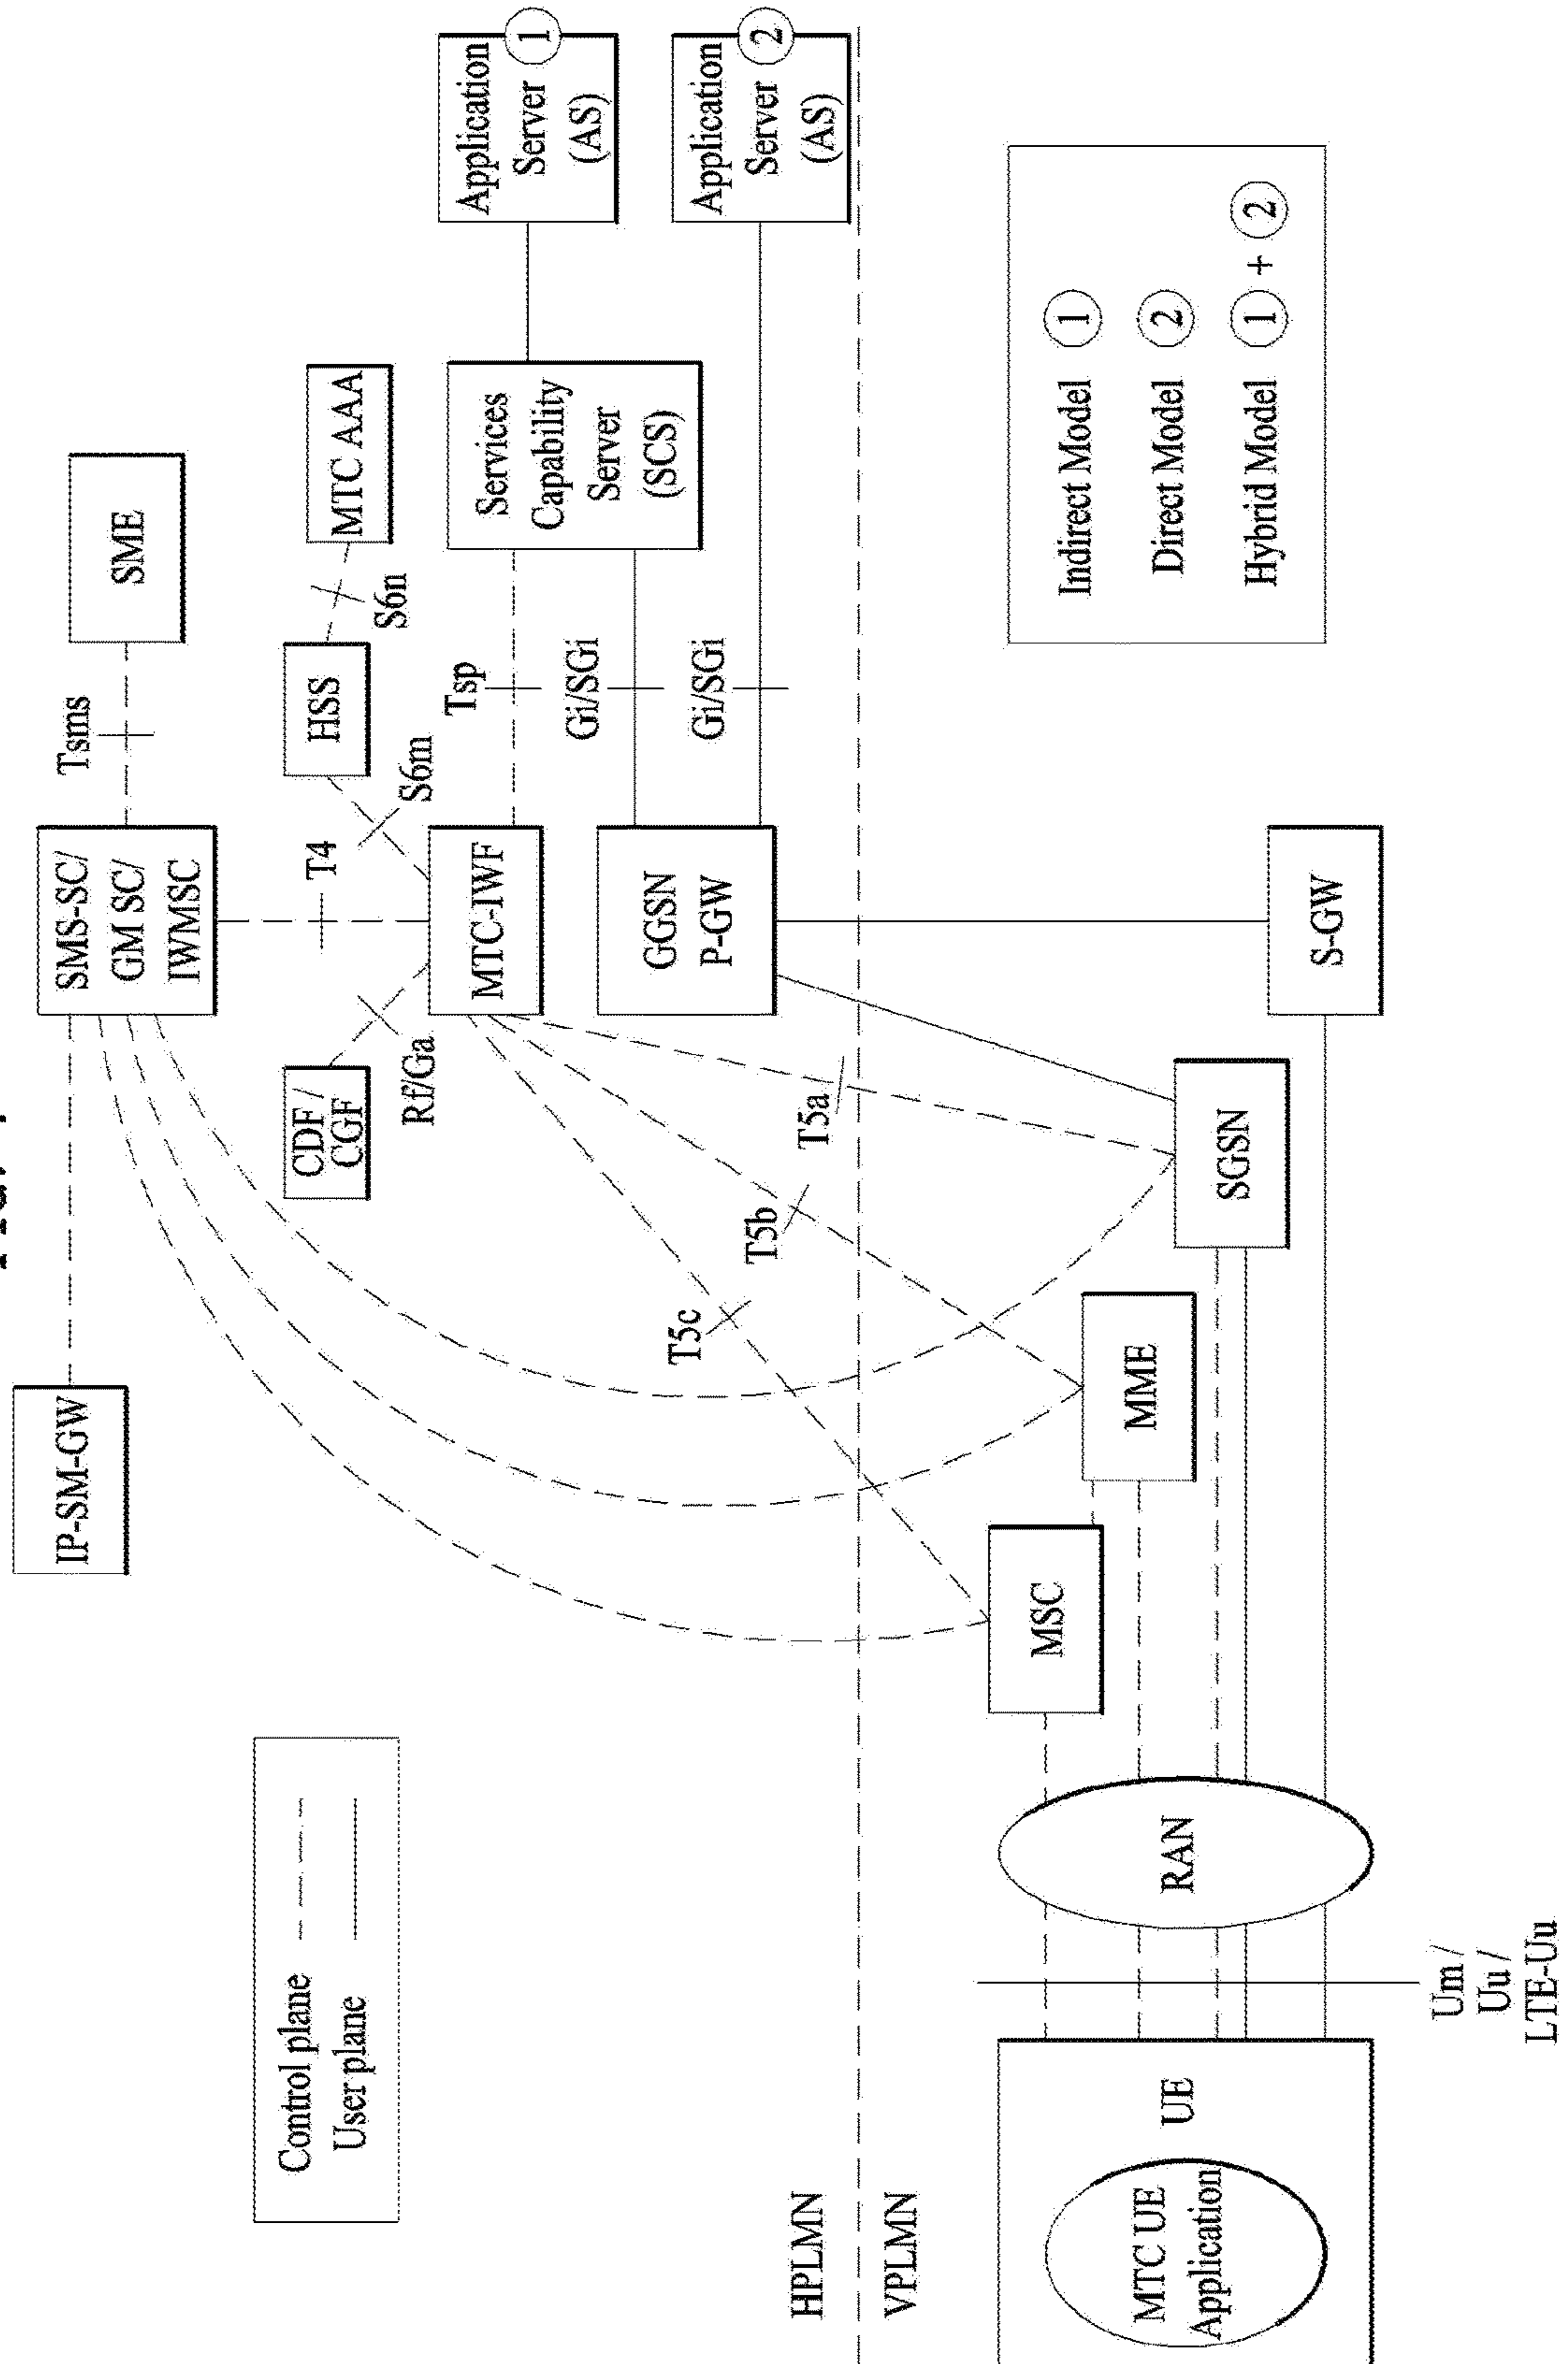 IP-SM-GW
SMS-SC/
GM SC/
IWMSC
Tsms
SME
Control plane
User plane
CDF /
CGF
Rf/Ga
T4
HSS
S6m
S6n
MTC AAA
MTC-IWF
Tsp
Services
Capability
Server
(SCS)
Application
Server 1
(AS)
GGSN
P-GW
Gi/SGi
Gi/SGi
Application
Server 2
(AS)
T5c
T5b
T5a
HPLMN
VPLMN
MSC
MME
SGSN
S-GW
MTC UE
Application
UE
RAN
Um /
Uu /
LTE-Uu
Indirect Model 1
Direct Model 2
Hybrid Model 1 + 2